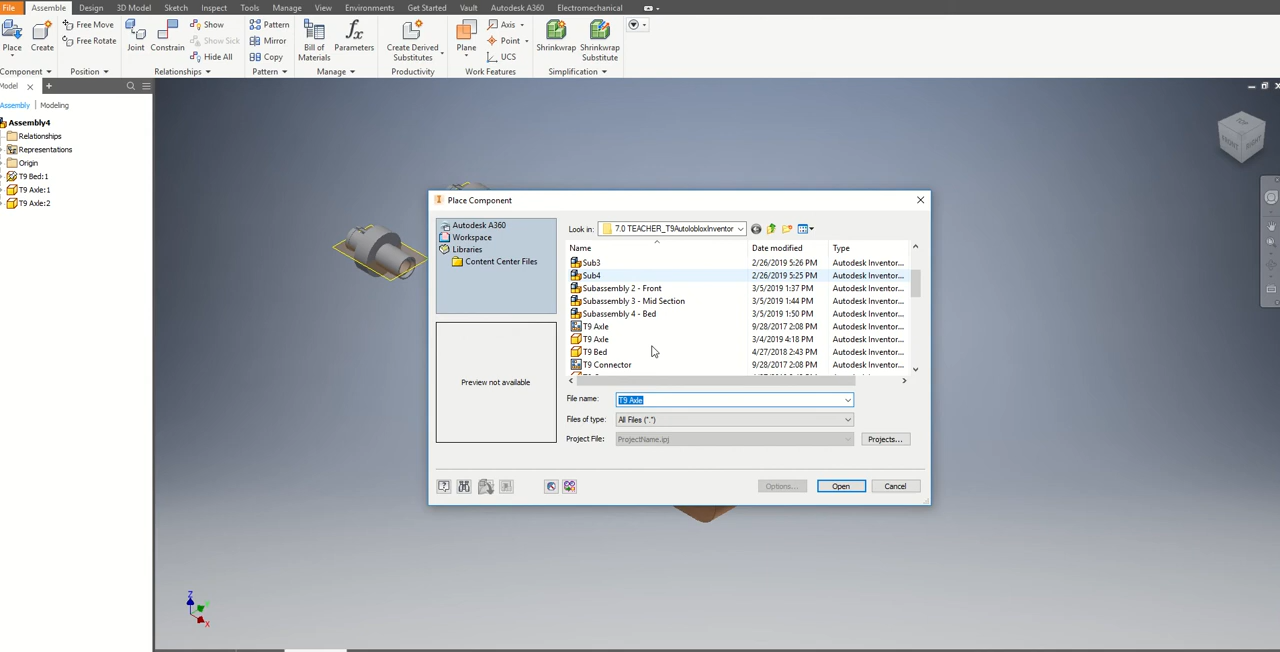 File Assemble Design 3D Model Sketch Inspect Tools Manage View Environments Get Started Vault Autodesk A360 Electromechanical
Free Move Show Pattern Axis
Free Rotate Show Sick Mirror Point
Place Create Joint Constrain Hide All Copy Bill of Materials Parameters Create Derived Substitutes Plane UCS Shrinkwrap Shrinkwrap Substitute
Component Position Relationships Pattern Manage Productivity Work Features Simplification
Model
Assembly | Modeling
Assembly4
Relationships
Representations
Origin
T9 Bed:1
T9 Axle:1
T9 Axle:2
TOP
FRONT RIGHT
Place Component
Autodesk A360
Workspace
Libraries
Content Center Files
Preview not available
Look in: 7.0 TEACHER_T9AutolobloxInventor
Name Date modified Type
Sub3 2/26/2019 5:26 PM Autodesk Inventor...
Sub4 2/26/2019 5:25 PM Autodesk Inventor...
Subassembly 2 - Front 3/5/2019 1:37 PM Autodesk Inventor...
Subassembly 3 - Mid Section 3/5/2019 1:44 PM Autodesk Inventor...
Subassembly 4 - Bed 3/5/2019 1:50 PM Autodesk Inventor...
T9 Axle 9/28/2017 2:08 PM Autodesk Inventor...
T9 Axle 3/4/2019 4:18 PM Autodesk Inventor...
T9 Bed 4/27/2018 2:43 PM Autodesk Inventor...
T9 Connector 9/28/2017 2:08 PM Autodesk Inventor...
File name: T9 Axle
Files of type: All Files (*.*)
Project File: ProjectName.ipj Projects...
Options... Open Cancel
Z
X